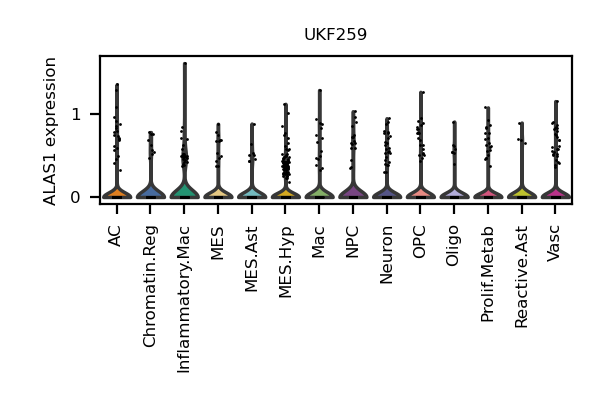 UKF259
ALAS1 expression
1
0
AC
Chromatin.Reg
Inflammatory.Mac
MES
MES.Ast
MES.Hyp
Mac
NPC
Neuron
OPC
Oligo
Prolif.Metab
Reactive.Ast
Vasc